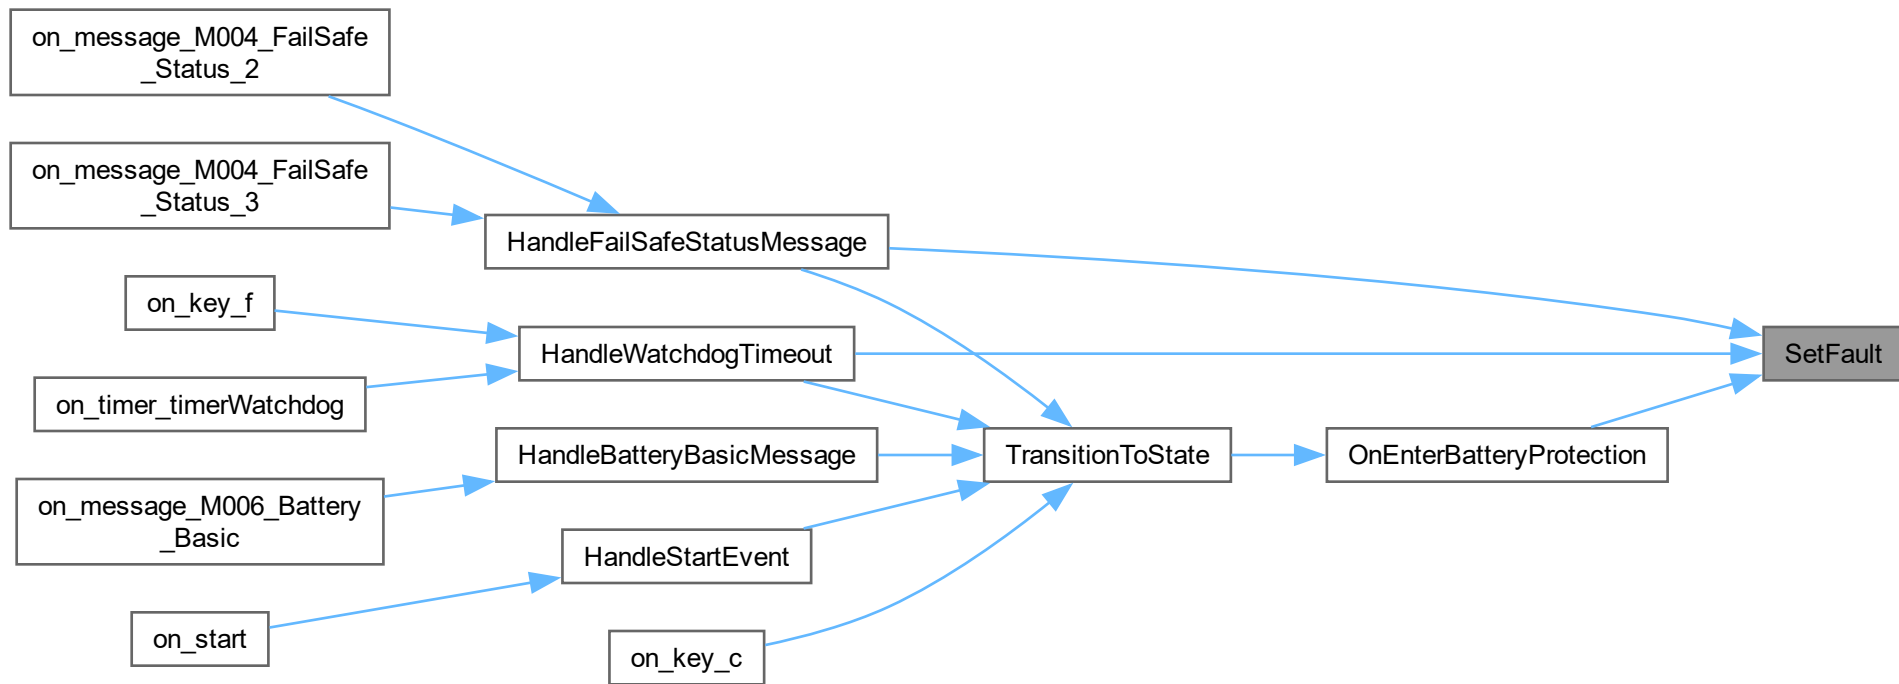 on_message_M004_FailSafe
_Status_2
on_message_M004_FailSafe
_Status_3
HandleFailSafeStatusMessage
on_key_f
HandleWatchdogTimeout
SetFault
on_timer_timerWatchdog
HandleBatteryBasicMessage
TransitionToState
OnEnterBatteryProtection
on_message_M006_Battery
_Basic
HandleStartEvent
on_start
on_key_c